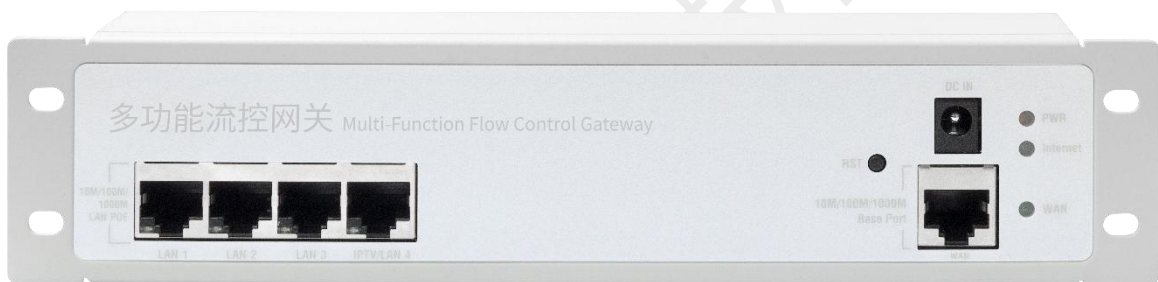 多功能流控网关 Multi-Function Flow Control Gateway
DC IN
PWR
Internet
RST
10M/100M/
1000M
LAN POE
10M/100M/1000M
Base Port
WAN
LAN 1
LAN 2
LAN 3
IPTV/LAN 4
WAN